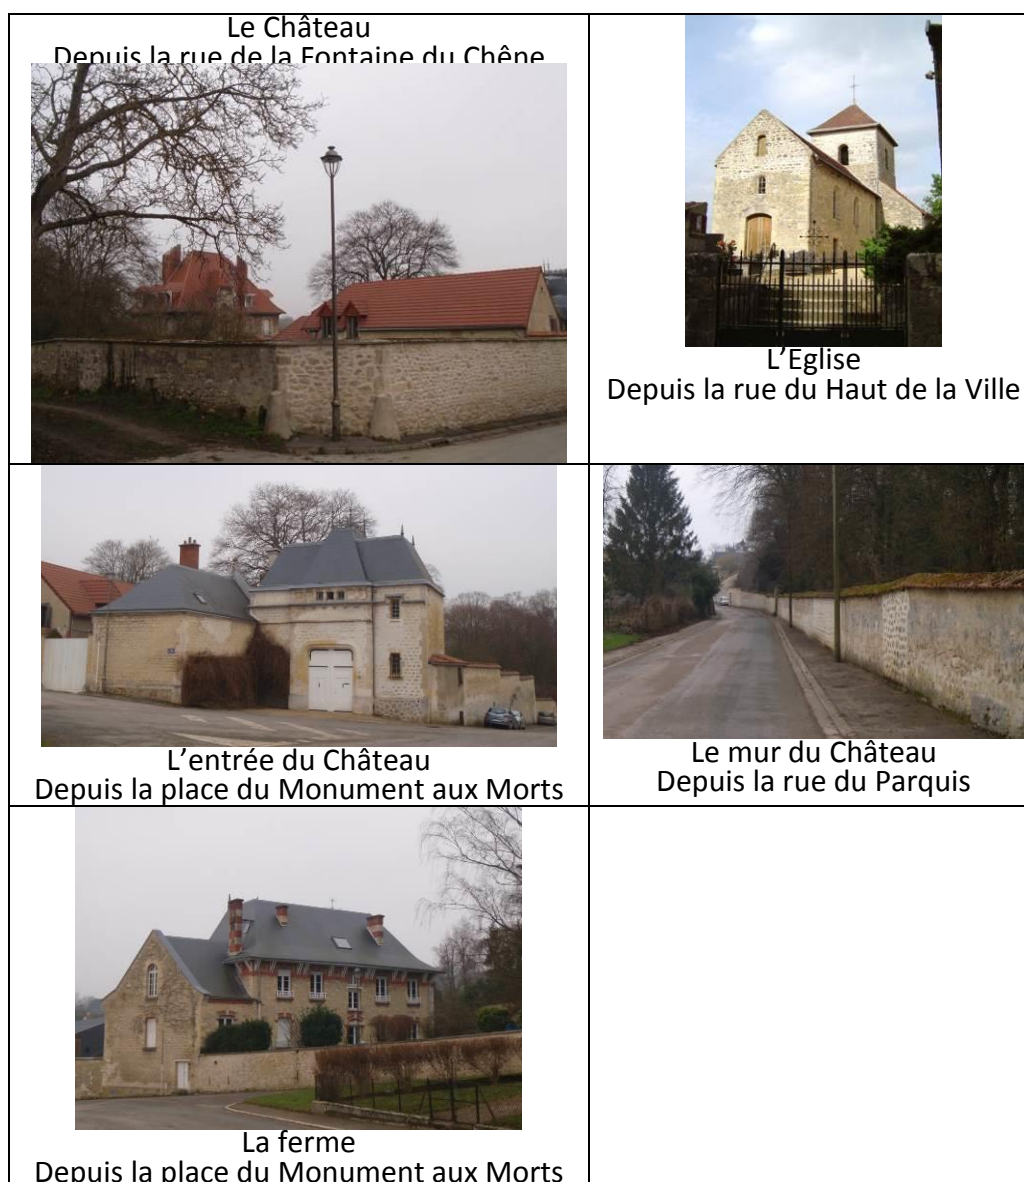 Le Château
Depuis la rue de la Fontaine du Chêne
L’Eglise
Depuis la rue du Haut de la Ville
L’entrée du Château
Depuis la place du Monument aux Morts
Le mur du Château
Depuis la rue du Parquis
La ferme
Depuis la place du Monument aux Morts